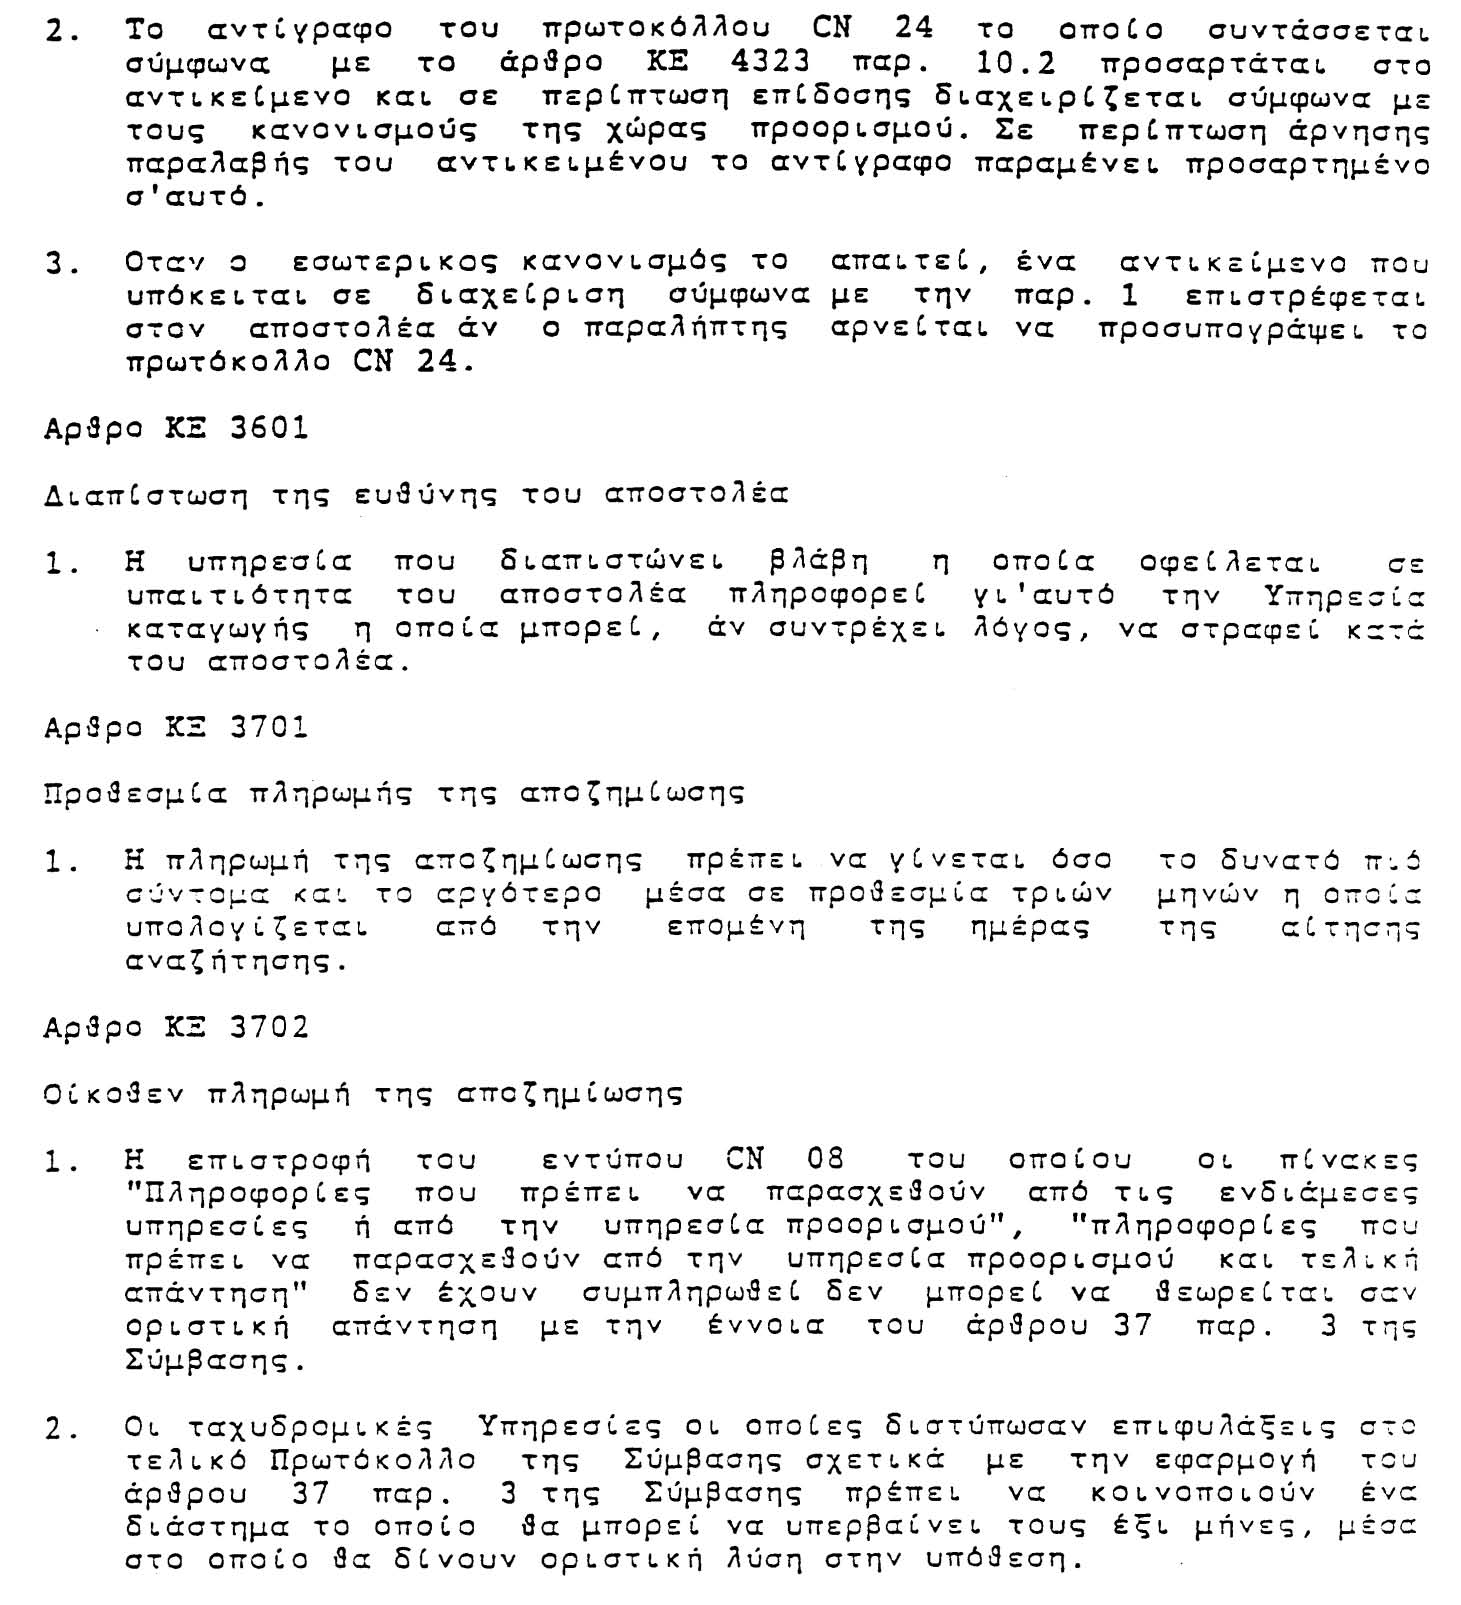 2. Το αντίγραφο του πρωτοκόλλου CN 24 το οποίο συντάσσεται
σύμφωνα με το άρθρο ΚΕ 4323 παρ. 10.2 προσαρτάται στο
αντικείμενο και σε περίπτωση επίδοσης διαχειρίζεται σύμφωνα με
τους κανονισμούς της χώρας προορισμού. Σε περίπτωση άρνησης
παραλαβής του αντικειμένου το αντίγραφο παραμένει προσαρτημένο
σ'αυτό.
3. Οταν ο εσωτερικος κανονισμός το απαιτεί, ένα αντικείμενο που
υπόκειται σε διαχείριση σύμφωνα με την παρ. 1 επιστρέφεται
στον αποστολέα άν ο παραλήπτης αρνείται να προσυπογράψει το
πρωτόκολλο CN 24.
Αρθρο ΚΞ 3601
Διαπίστωση της ευθύνης του αποστολέα
1. Η υπηρεσία που διαπιστώνει βλάβη η οποία οφείλεται σε
υπαιτιότητα του αποστολέα πληροφορεί γι'αυτό την Υπηρεσία
καταγωγής η οποία μπορεί, άν συντρέχει λόγος, να στραφεί κατά
του αποστολέα.
Αρθρο ΚΞ 3701
Προθεσμία πληρωμής της αποζημίωσης
1. Η πληρωμή της αποζημίωσης πρέπει να γίνεται όσο το δυνατό πιό
σύντομα και το αργότερο μέσα σε προθεσμία τριών μηνών η οποία
υπολογίζεται από την επομένη της ημέρας της αίτησης
αναζήτησης.
Αρθρο ΚΞ 3702
Οίκοθεν πληρωμή της αποζημίωσης
1. Η επιστροφή του εντύπου CN 08 του οποίου οι πίνακες
"Πληροφορίες που πρέπει να παρασχεθούν από τις ενδιάμεσες
υπηρεσίες ή από την υπηρεσία προορισμού", "πληροφορίες που
πρέπει να παρασχεθούν από την υπηρεσία προορισμού και τελική
απάντηση" δεν έχουν συμπληρωθεί δεν μπορεί να θεωρείται σαν
οριστική απάντηση με την έννοια του άρθρου 37 παρ. 3 της
Σύμβασης.
2. Οι ταχυδρομικές Υπηρεσίες οι οποίες διατύπωσαν επιφυλάξεις στο
τελικό Πρωτόκολλο της Σύμβασης σχετικά με την εφαρμογή του
άρθρου 37 παρ. 3 της Σύμβασης πρέπει να κοινοποιούν ένα
διάστημα το οποίο θα μπορεί να υπερβαίνει τους έξι μήνες, μέσα
στο οποίο θα δίνουν οριστική λύση στην υπόθεση.